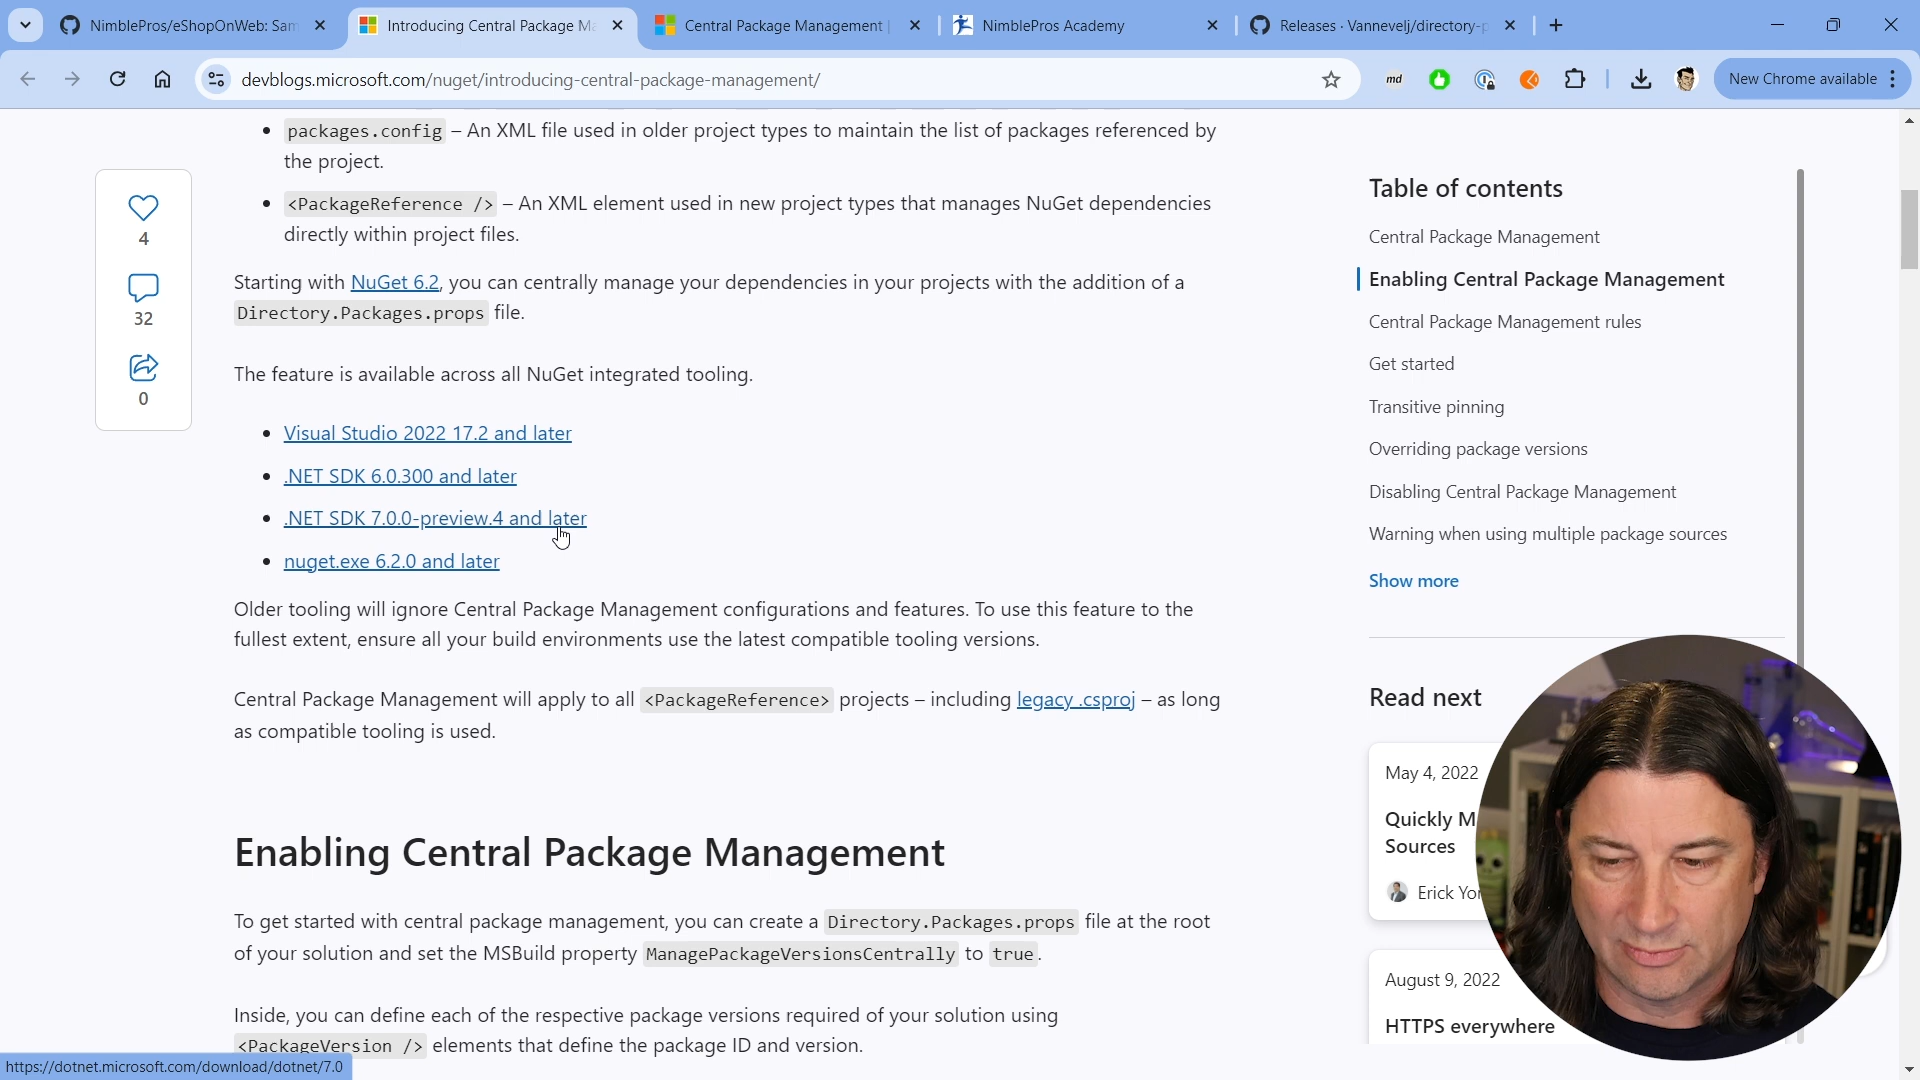 NimblePros/eShopOnWeb: Sam
Introducing Central Package M
Central Package Management |
NimblePros Academy
Releases · Vannevelj/directory-p
devblogs.microsoft.com/nuget/introducing-central-package-management/
md
New Chrome available
packages.config – An XML file used in older project types to maintain the list of packages referenced by
the project.
<PackageReference /> – An XML element used in new project types that manages NuGet dependencies
directly within project files.
Starting with NuGet 6.2, you can centrally manage your dependencies in your projects with the addition of a
Directory.Packages.props file.
The feature is available across all NuGet integrated tooling.
Visual Studio 2022 17.2 and later
.NET SDK 6.0.300 and later
.NET SDK 7.0.0-preview.4 and later
nuget.exe 6.2.0 and later
Older tooling will ignore Central Package Management configurations and features. To use this feature to the
fullest extent, ensure all your build environments use the latest compatible tooling versions.
Central Package Management will apply to all <PackageReference> projects – including legacy .csproj – as long
as compatible tooling is used.
Enabling Central Package Management
To get started with central package management, you can create a Directory.Packages.props file at the root
of your solution and set the MSBuild property ManagePackageVersionsCentrally to true.
Inside, you can define each of the respective package versions required of your solution using
<PackageVersion /> elements that define the package ID and version.
4
32
0
Table of contents
Central Package Management
Enabling Central Package Management
Central Package Management rules
Get started
Transitive pinning
Overriding package versions
Disabling Central Package Management
Warning when using multiple package sources
Show more
Read next
May 4, 2022
Quickly M
Sources
Erick Yo
August 9, 2022
HTTPS everywhere
https://dotnet.microsoft.com/download/dotnet/7.0